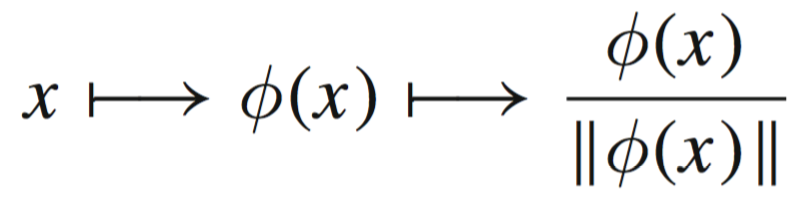 x ⟼ ϕ(x) ⟼ ϕ(x) / ‖ϕ(x)‖